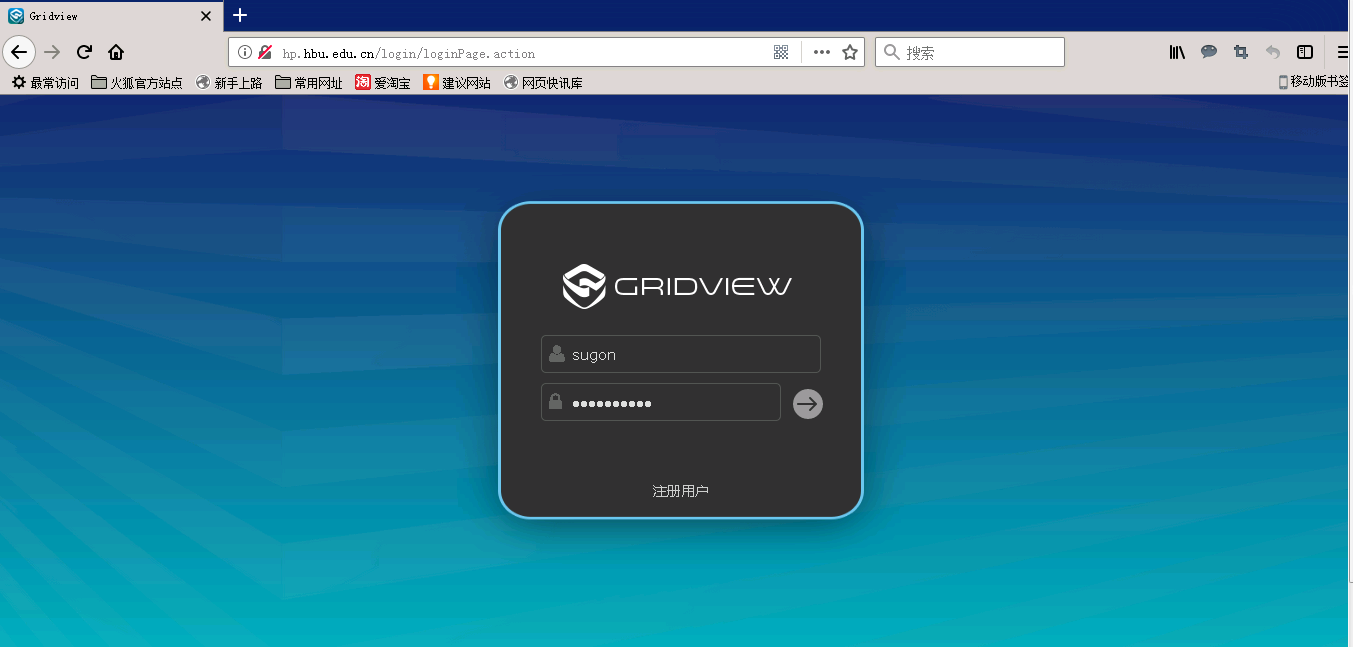 Gridview
hp.hbu.edu.cn/login/loginPage.action
搜索
最常访问 火狐官方站点 新手上路 常用网址 淘 爱淘宝 建议网站 网页快讯库 移动版书签
GRIDVIEW
sugon
••••••••••
注册用户